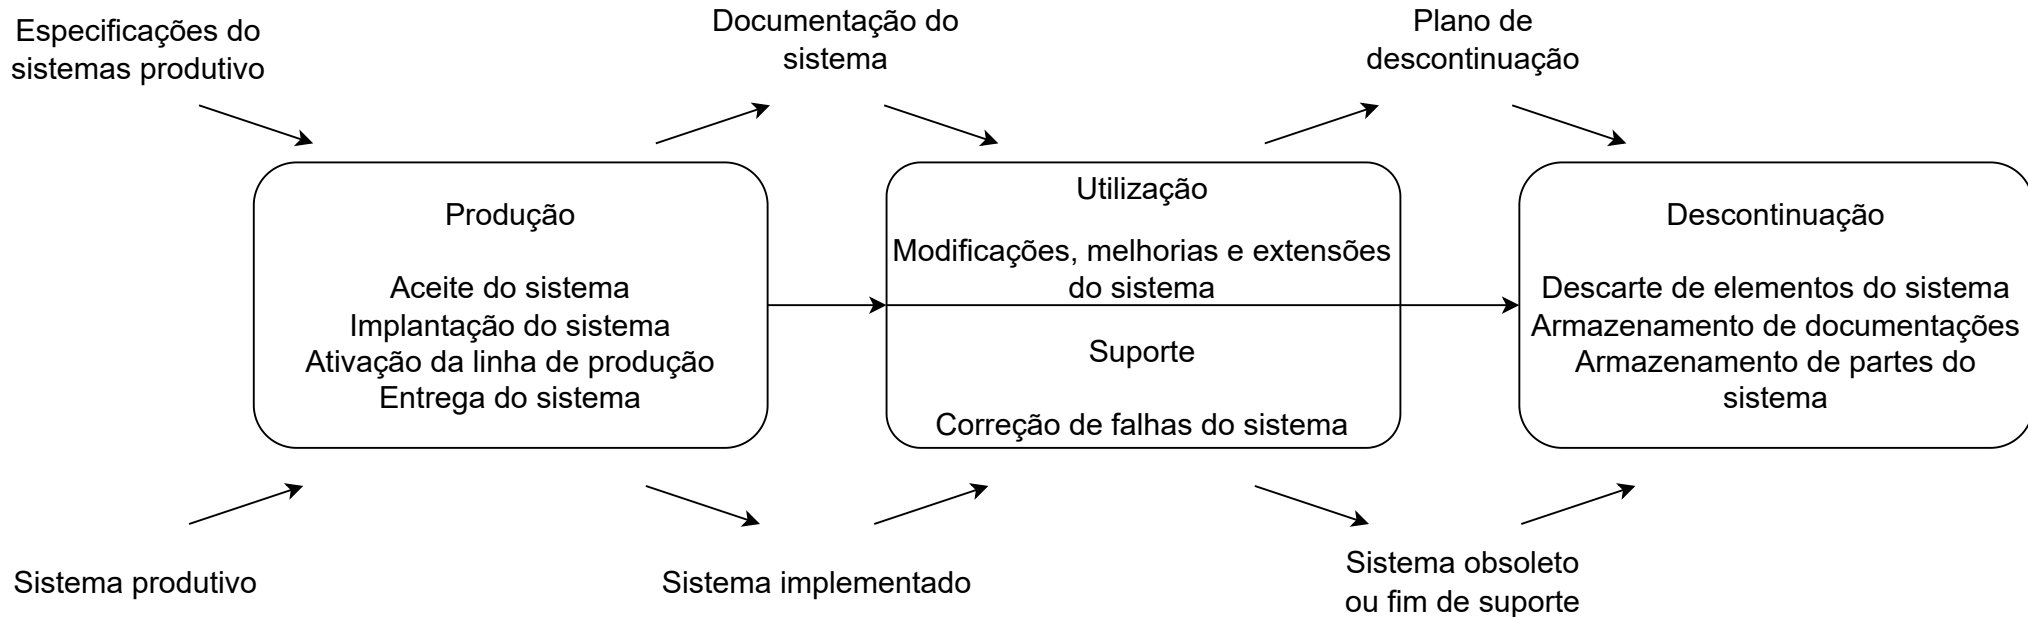 Especificações do
sistemas produtivo
Documentação do
sistema
Plano de
descontinuação
Produção
Aceite do sistema
Implantação do sistema
Ativação da linha de produção
Entrega do sistema
Utilização
Modificações, melhorias e extensões
do sistema
Suporte
Correção de falhas do sistema
Descontinuação
Descarte de elementos do sistema
Armazenamento de documentações
Armazenamento de partes do
sistema
Sistema produtivo
Sistema implementado
Sistema obsoleto
ou fim de suporte